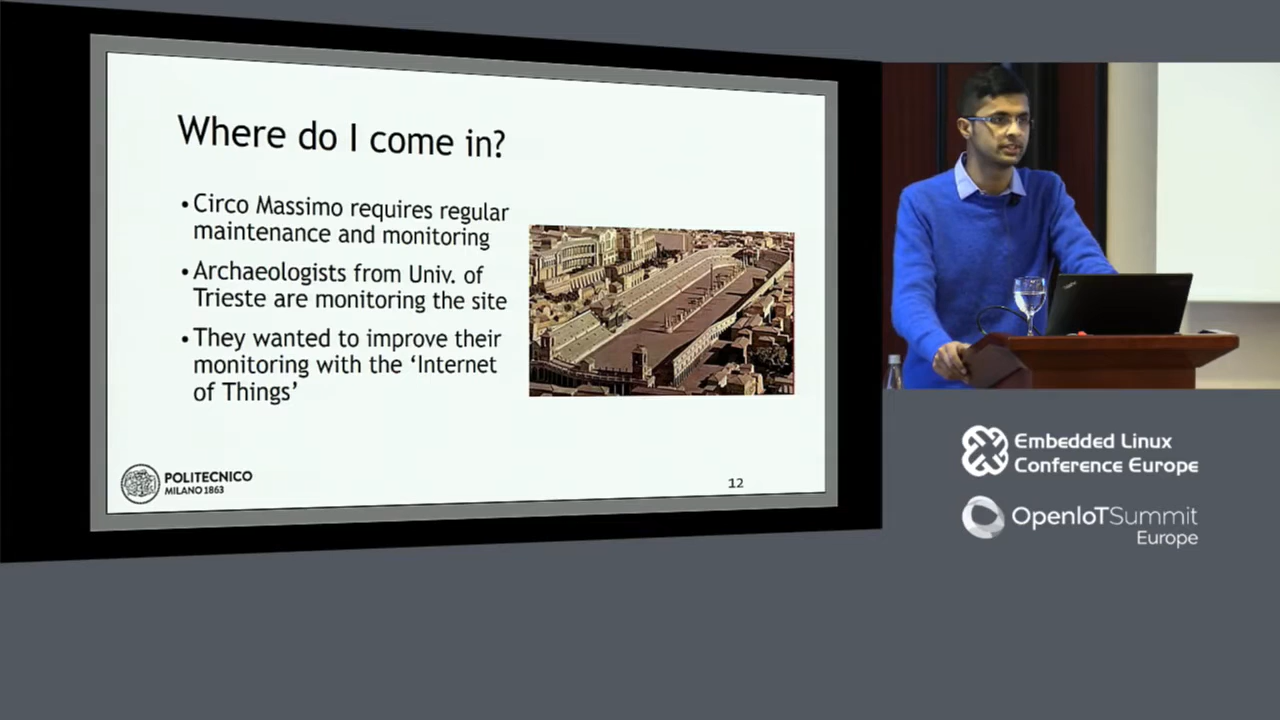 Where do I come in?
• Circo Massimo requires regular
maintenance and monitoring
• Archaeologists from Univ. of
Trieste are monitoring the site
• They wanted to improve their
monitoring with the ‘Internet
of Things’
POLITECNICO
MILANO 1863
12
Embedded Linux
Conference Europe
OpenIoTSummit
Europe